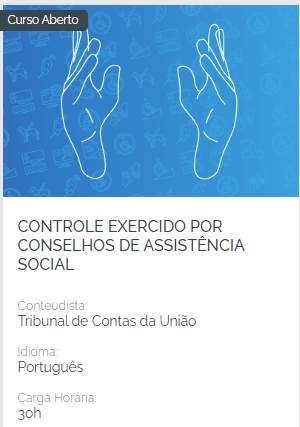 Curso Aberto
CONTROLE EXERCIDO POR
CONSELHOS DE ASSISTÊNCIA
SOCIAL
Conteudista:
Tribunal de Contas da União
Idioma:
Português
Carga Horária:
30h